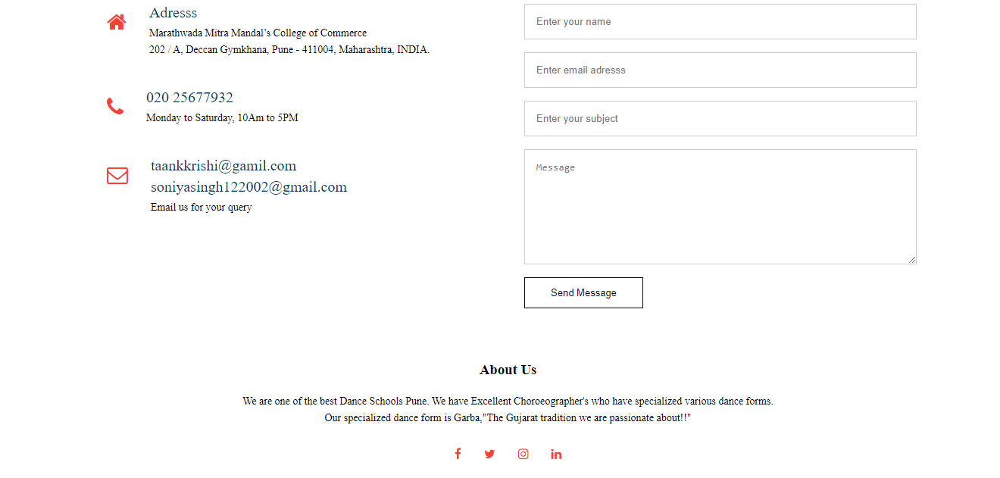 Adresss
Marathwada Mitra Mandal’s College of Commerce
202 / A, Deccan Gymkhana, Pune - 411004, Maharashtra, INDIA.
020 25677932
Monday to Saturday, 10Am to 5PM
taankkrishi@gamil.com
soniyasingh122002@gmail.com
Email us for your query
Enter your name
Enter email adresss
Enter your subject
Message
Send Message
About Us
We are one of the best Dance Schools Pune. We have Excellent Choroeographer's who have specialized various dance forms.
Our specialized dance form is Garba,"The Gujarat tradition we are passionate about!!"